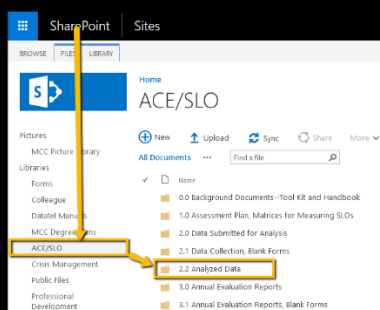 SharePoint Sites
BROWSE FILES LIBRARY
Home
ACE/SLO
New Upload Sync Share More
All Documents ... Find a file
Name
Pictures
MCC Picture
Libraries
Forms
Colleague
Datatel
MCC
ACE/SLO
Crisis Management
Public Files
Professional
Development
0.0 Background Documents--Tool Kit and Handbook
1.0 Assessment Plan, Matrices for Measuring SLOs
2.0 Data Submitted for Analysis
2.1 Data Collection, Blank Forms
2.2 Analyzed Data
3.0 Annual Evaluation Reports
3.1 Annual Evaluation Reports, Blank Forms